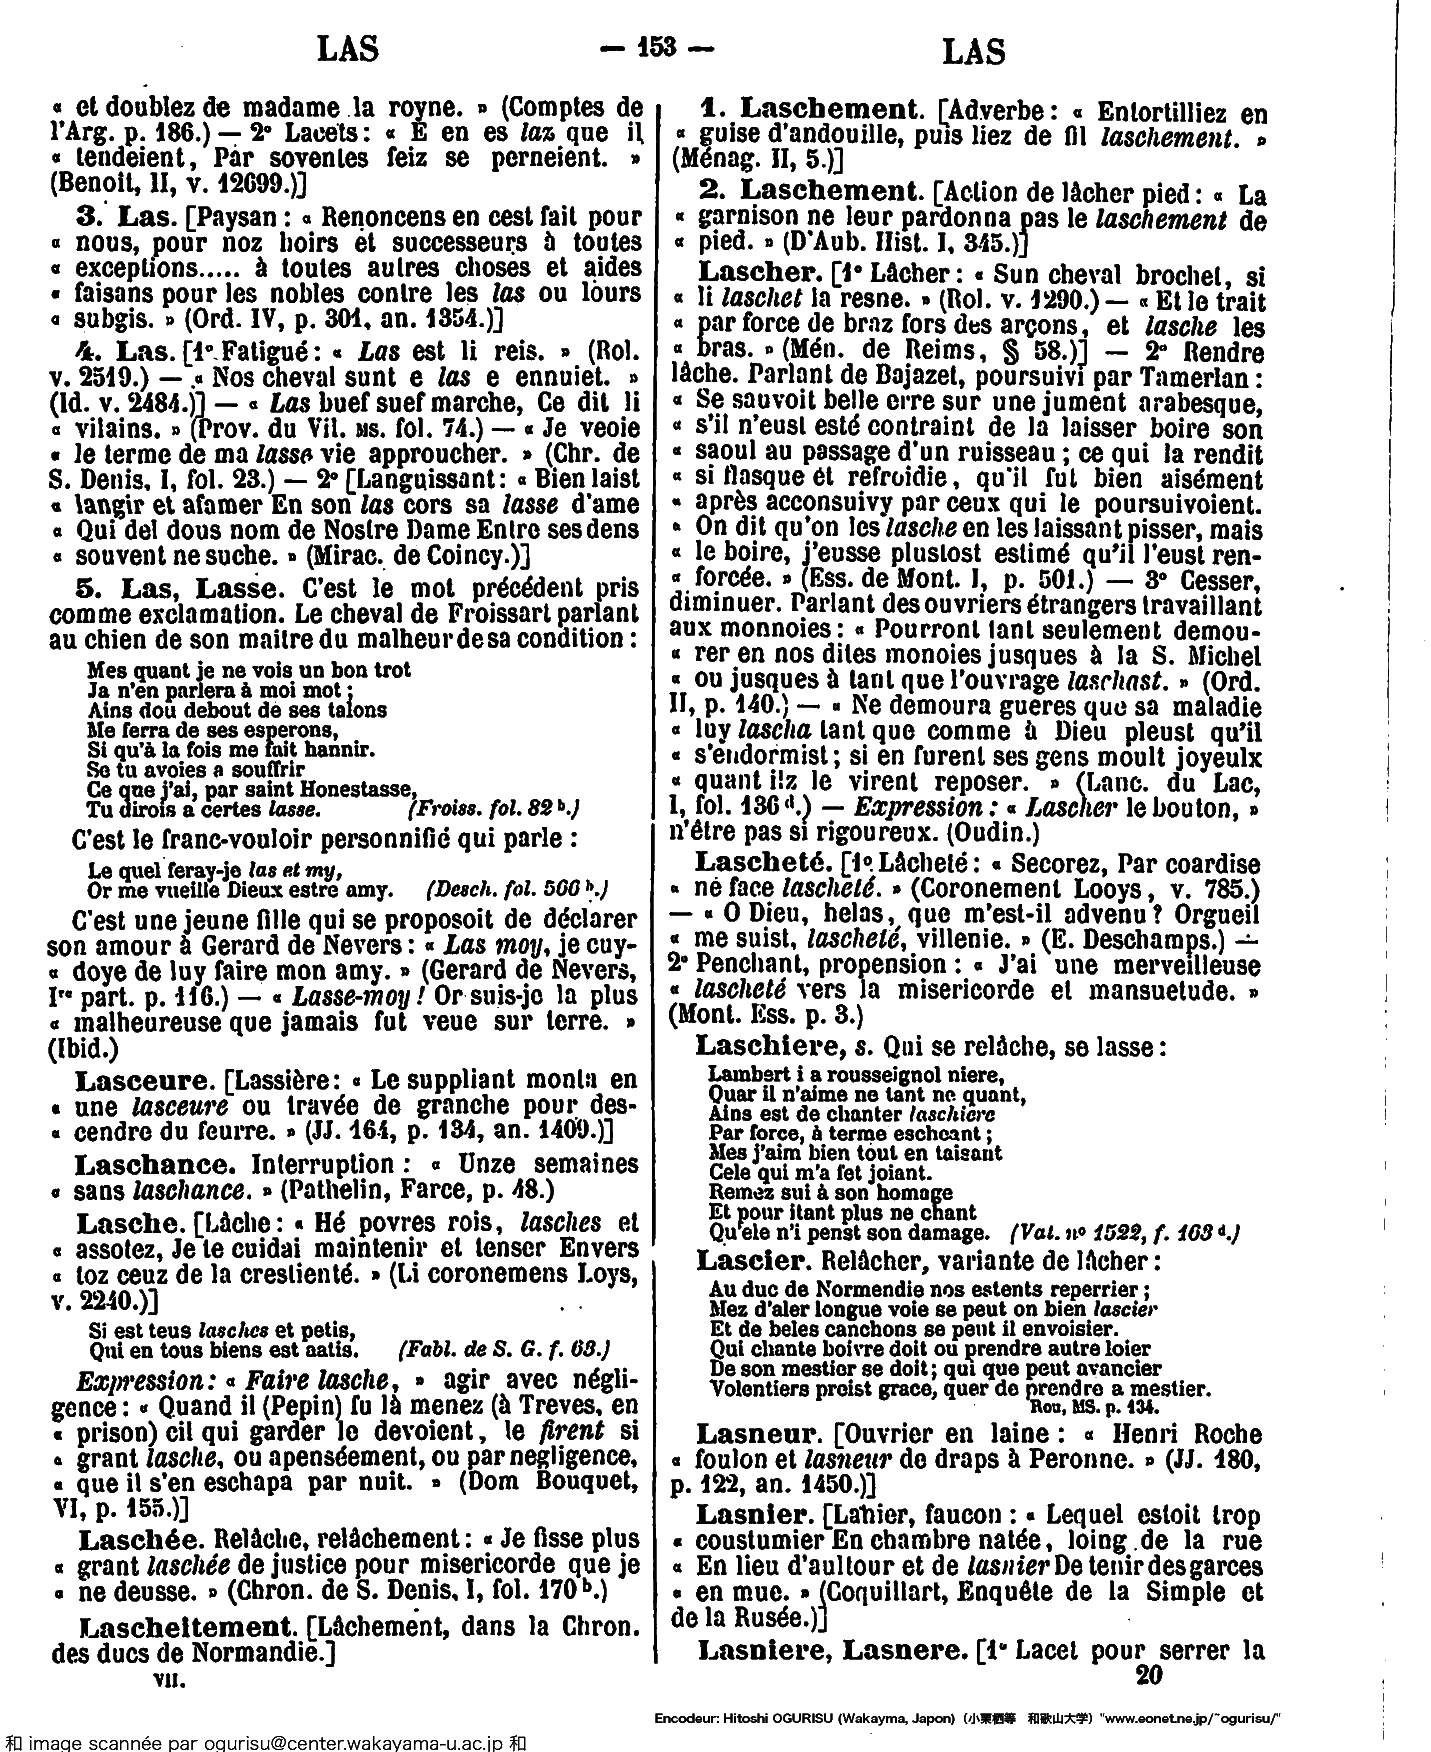 LAS — 153 — LAS
« et doublez de madame la royne. » (Comptes de
l'Arg. p. 186.) — 2° Lacets : « E en es laz que il
« tendeient, Par soventes feiz se perneient. »
(Benoit, II, v. 12699.)]
3. Las. [Paysan : « Renoncens en cest fait pour
« nous, pour noz hoirs et successeurs à toutes
« exceptions..... à toutes autres choses et aides
« faisans pour les nobles contre les las ou lours
« subgis. » (Ord. IV, p. 301, an. 1354.)]
4. Las. [1° Fatigué : « Las est li reis. » (Rol.
v. 2519.) — « Nos cheval sunt e las e ennuiet. »
(Id. v. 2484.)] — « Las buef suef marche, Ce dit li
« vilains. » (Prov. du Vil. MS. fol. 74.) — « Je veoie
« le terme de ma lasse vie approucher. » (Chr. de
S. Denis, I, fol. 23.) — 2° [Languissant : « Bien laist
« langir et afamer En son las cors sa lasse d'ame
« Qui del dous nom de Nostre Dame Entre ses dens
« souvent ne suche. » (Mirac. de Coincy.)]
5. Las, Lasse. C'est le mot précédent pris
comme exclamation. Le cheval de Froissart parlant
au chien de son maitre du malheur de sa condition :
Mes quant je ne vois un bon trot
Ja n'en parlera à moi mot ;
Ains dou debout de ses talons
Me ferra de ses esperons,
Si qu'à la fois me fait hannir.
Se tu avoies a souffrir
Ce que j'ai, par saint Honestasse,
Tu dirois a certes lasse. (Froiss. fol. 82 b.)
C'est le franc-vouloir personnifié qui parle :
Le quel feray-je las et my,
Or me vueille Dieux estre amy. (Desch. fol. 500 b.)
C'est une jeune fille qui se proposoit de déclarer
son amour à Gerard de Nevers : « Las moy, je cuy-
« doye de luy faire mon amy. » (Gerard de Nevers,
Ire part. p. 116.) — « Lasse-moy ! Or suis-je la plus
« malheureuse que jamais fut veue sur terre. »
(Ibid.)
Lasceure. [Lassière : « Le suppliant monta en
« une lasceure ou travée de granche pour des-
« cendre du feurre. » (JJ. 164, p. 134, an. 1409.)]
Laschance. Interruption : « Unze semaines
« sans laschance. » (Pathelin, Farce, p. 48.)
Lasche. [Lâche : « Hé povres rois, lasches et
« assotez, Je te cuidai maintenir et tenser Envers
« toz ceuz de la crestienté. » (Li coronemens Loys,
v. 2240.)]
Si est teus lasches et petis,
Qui en tous biens est aatis. (Fabl. de S. G. f. 63.)
Expression : « Faire lasche, » agir avec négli-
gence : « Quand il (Pepin) fu là menez (à Treves, en
« prison) cil qui garder le devoient, le firent si
« grant lasche, ou apenséement, ou par negligence,
« que il s'en eschapa par nuit. » (Dom Bouquet,
VI, p. 155.)]
Laschée. Relâche, relâchement : « Je fisse plus
« grant laschée de justice pour misericorde que je
« ne deusse. » (Chron. de S. Denis, I, fol. 170 b.)
Lascheitement. [Lâchement, dans la Chron.
des ducs de Normandie.]
VII.
1. Laschement. [Adverbe : « Entortilliez en
« guise d'andouille, puis liez de fil laschement. »
(Ménag. II, 5.)]
2. Laschement. [Action de lâcher pied : « La
« garnison ne leur pardonna pas le laschement de
« pied. » (D'Aub. Hist. I, 345.)]
Lascher. [1° Lâcher : « Sun cheval brochet, si
« li laschet la resne. » (Rol. v. 1290.) — « Et le trait
« par force de braz fors des arçons, et lasche les
« bras. » (Mén. de Reims, § 58.)] — 2° Rendre
lâche. Parlant de Bajazet, poursuivi par Tamerlan :
« Se sauvoit belle erre sur une jument arabesque,
« s'il n'eust esté contraint de la laisser boire son
« saoul au passage d'un ruisseau ; ce qui la rendit
« si flasque et refroidie, qu'il fut bien aisément
« après acconsuivy par ceux qui le poursuivoient.
« On dit qu'on les lasche en les laissant pisser, mais
« le boire, j'eusse plustost estimé qu'il l'eust ren-
« forcée. » (Ess. de Mont. I, p. 501.) — 3° Cesser,
diminuer. Parlant des ouvriers étrangers travaillant
aux monnoies : « Pourront tant seulement demou-
« rer en nos dites monoies jusques à la S. Michel
« ou jusques à tant que l'ouvrage laschast. » (Ord.
II, p. 140.) — « Ne demoura gueres que sa maladie
« luy lascha tant que comme à Dieu pleust qu'il
« s'endormist ; si en furent ses gens moult joyeulx
« quant ilz le virent reposer. » (Lanc. du Lac,
I, fol. 136 d.) — Expression : « Lascher le bouton, »
n'être pas si rigoureux. (Oudin.)
Lascheté. [1° Lâcheté : « Secorez, Par coardise
« ne face lascheté. » (Coronement Looys, v. 785.)
— « O Dieu, helas, que m'est-il advenu ? Orgueil
« me suist, lascheté, villenie. » (E. Deschamps.) —
2° Penchant, propension : « J'ai une merveilleuse
« lascheté vers la misericorde et mansuetude. »
(Mont. Ess. p. 3.)
Laschiere, s. Qui se relâche, se lasse :
Lambert i a rousseignol niere,
Quar il n'aime ne tant ne quant,
Ains est de chanter laschiere
Par force, à terme escheant ;
Mes j'aim bien tout en taisant
Cele qui m'a fet joiant.
Remez sui à son homage
Et pour itant plus ne chant
Qu'ele n'i penst son damage. (Vat. n° 1522, f. 163 d.)
Lascier. Relâcher, variante de lâcher :
Au duc de Normendie nos estents reperrier ;
Mez d'aler longue voie se peut on bien lascier
Et de beles canchons se peut il envoisier.
Qui chante boivre doit ou prendre autre loier
De son mestier se doit ; qui que peut avancier
Volentiers proist grace, quer de prendre a mestier.
Rou, MS. p. 134.
Lasneur. [Ouvrier en laine : « Henri Roche
« foulon et lasneur de draps à Peronne. » (JJ. 180,
p. 122, an. 1450.)]
Lasnier. [Lanier, faucon : « Lequel estoit trop
« coustumier En chambre natée, loing de la rue
« En lieu d'aultour et de lasnier De tenir des garces
« en mue. » (Coquillart, Enquête de la Simple et
de la Rusée.)]
Lasniere, Lasnere. [1° Lacet pour serrer la
20
Encodeur: Hitoshi OGURISU (Wakayma, Japon) (小栗栖等 和歌山大学) "www.eonet.ne.jp/~ogurisu/"
和 image scannée par ogurisu@center.wakayama-u.ac.jp 和